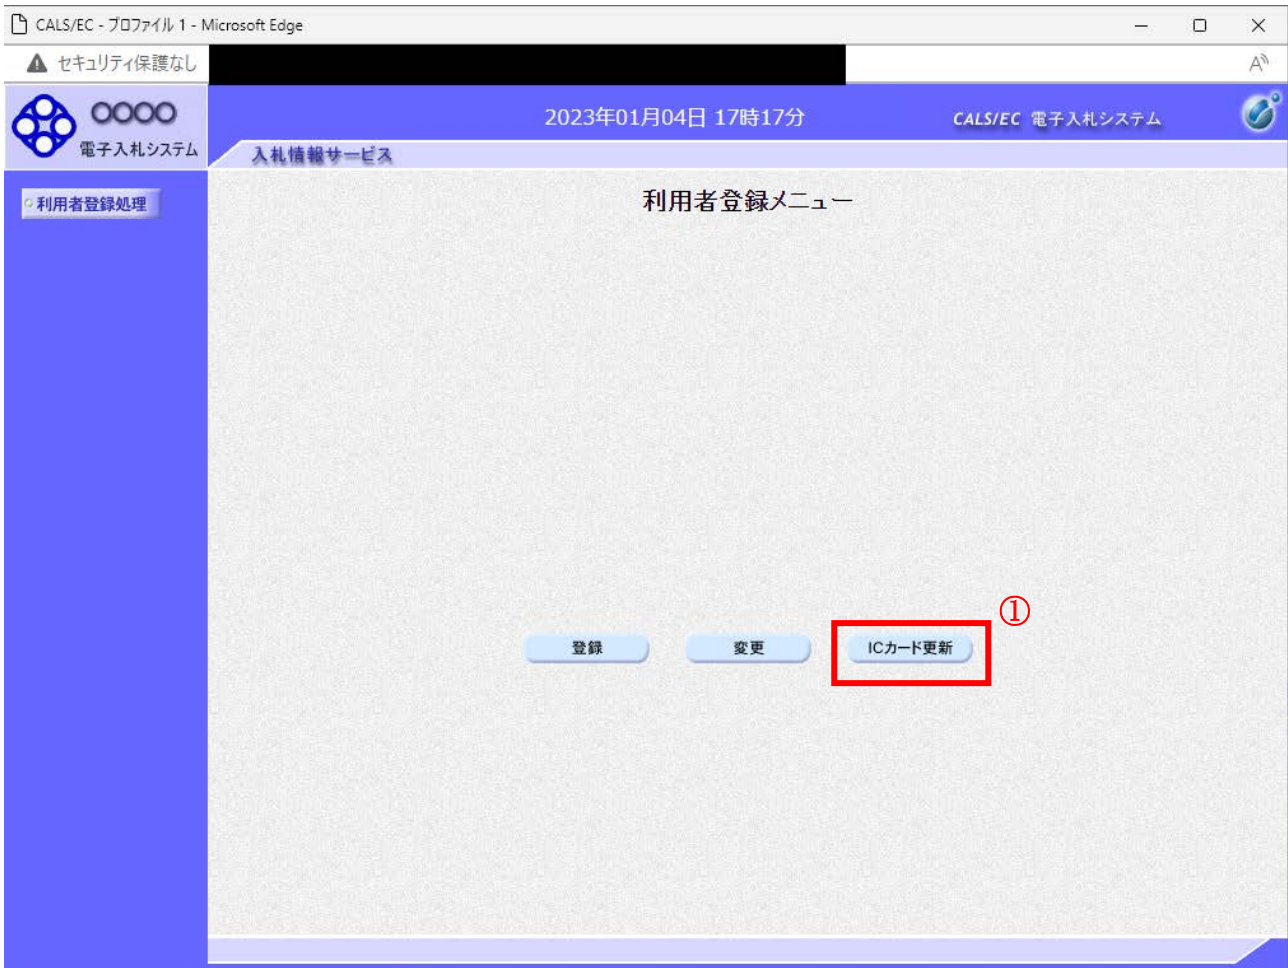 CALS/EC - プロファイル 1 - Microsoft Edge
セキュリティ保護なし
OOOO
電子入札システム
2023年01月04日 17時17分
CALS/EC 電子入札システム
入札情報サービス
利用者登録処理
利用者登録メニュー
①
登録 変更 ICカード更新